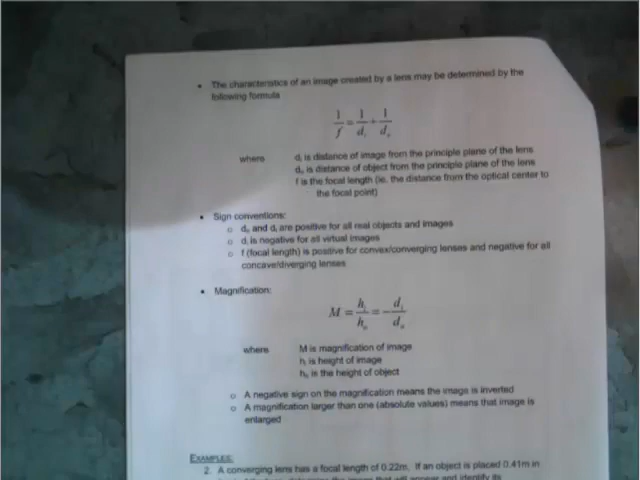 • The characteristics of an image created by a lens may be determined by the
following formula
1/f = 1/dᵢ + 1/dₒ
where dᵢ is distance of image from the principle plane of the lens
dₒ is distance of object from the principle plane of the lens
f is the focal length (ie. the distance from the optical center to
the focal point)
• Sign conventions:
o dₒ and dᵢ are positive for all real objects and images
o dᵢ is negative for all virtual images
o f (focal length) is positive for convex/converging lenses and negative for all
concave/diverging lenses
• Magnification:
M = hᵢ/hₒ = -dᵢ/dₒ
where M is magnification of image
hᵢ is height of image
hₒ is the height of object
o A negative sign on the magnification means the image is inverted
o A magnification larger than one (absolute values) means that image is
enlarged
EXAMPLES:
2. A converging lens has a focal length of 0.22m. If an object is placed 0.41m in